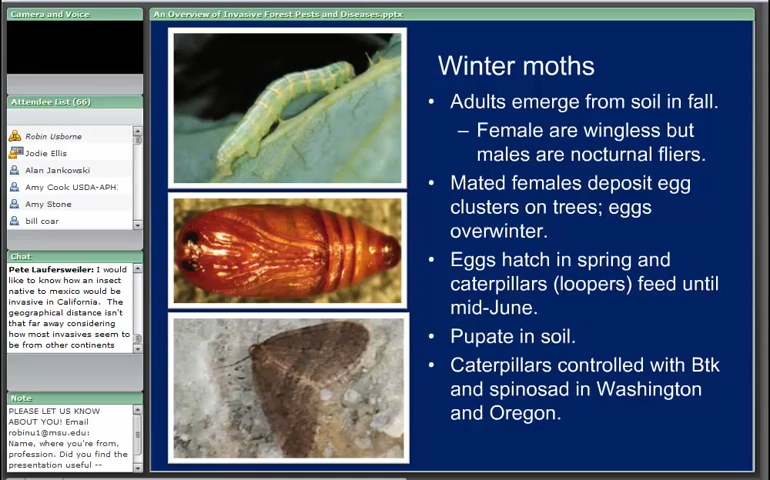 Camera and Voice
Attendee List (66)
Robin Usborne
Jodie Ellis
Alan Jankowski
Amy Cook USDA-APH
Amy Stone
bill coar
Chat
Pete Laufersweiler: I would
like to know how an insect
native to mexico would be
invasive in California. The
geographical distance isn't
that far away considering
how most invasives seem to
be from other continents
Note
PLEASE LET US KNOW
ABOUT YOU! Email
robinu1@msu.edu:
Name, where you're from,
profession. Did you find the
presentation useful --
An Overview of Invasive Forest Pests and Diseases.pptx
Winter moths
• Adults emerge from soil in fall.
– Female are wingless but
males are nocturnal fliers.
• Mated females deposit egg
clusters on trees; eggs
overwinter.
• Eggs hatch in spring and
caterpillars (loopers) feed until
mid-June.
• Pupate in soil.
• Caterpillars controlled with Btk
and spinosad in Washington
and Oregon.